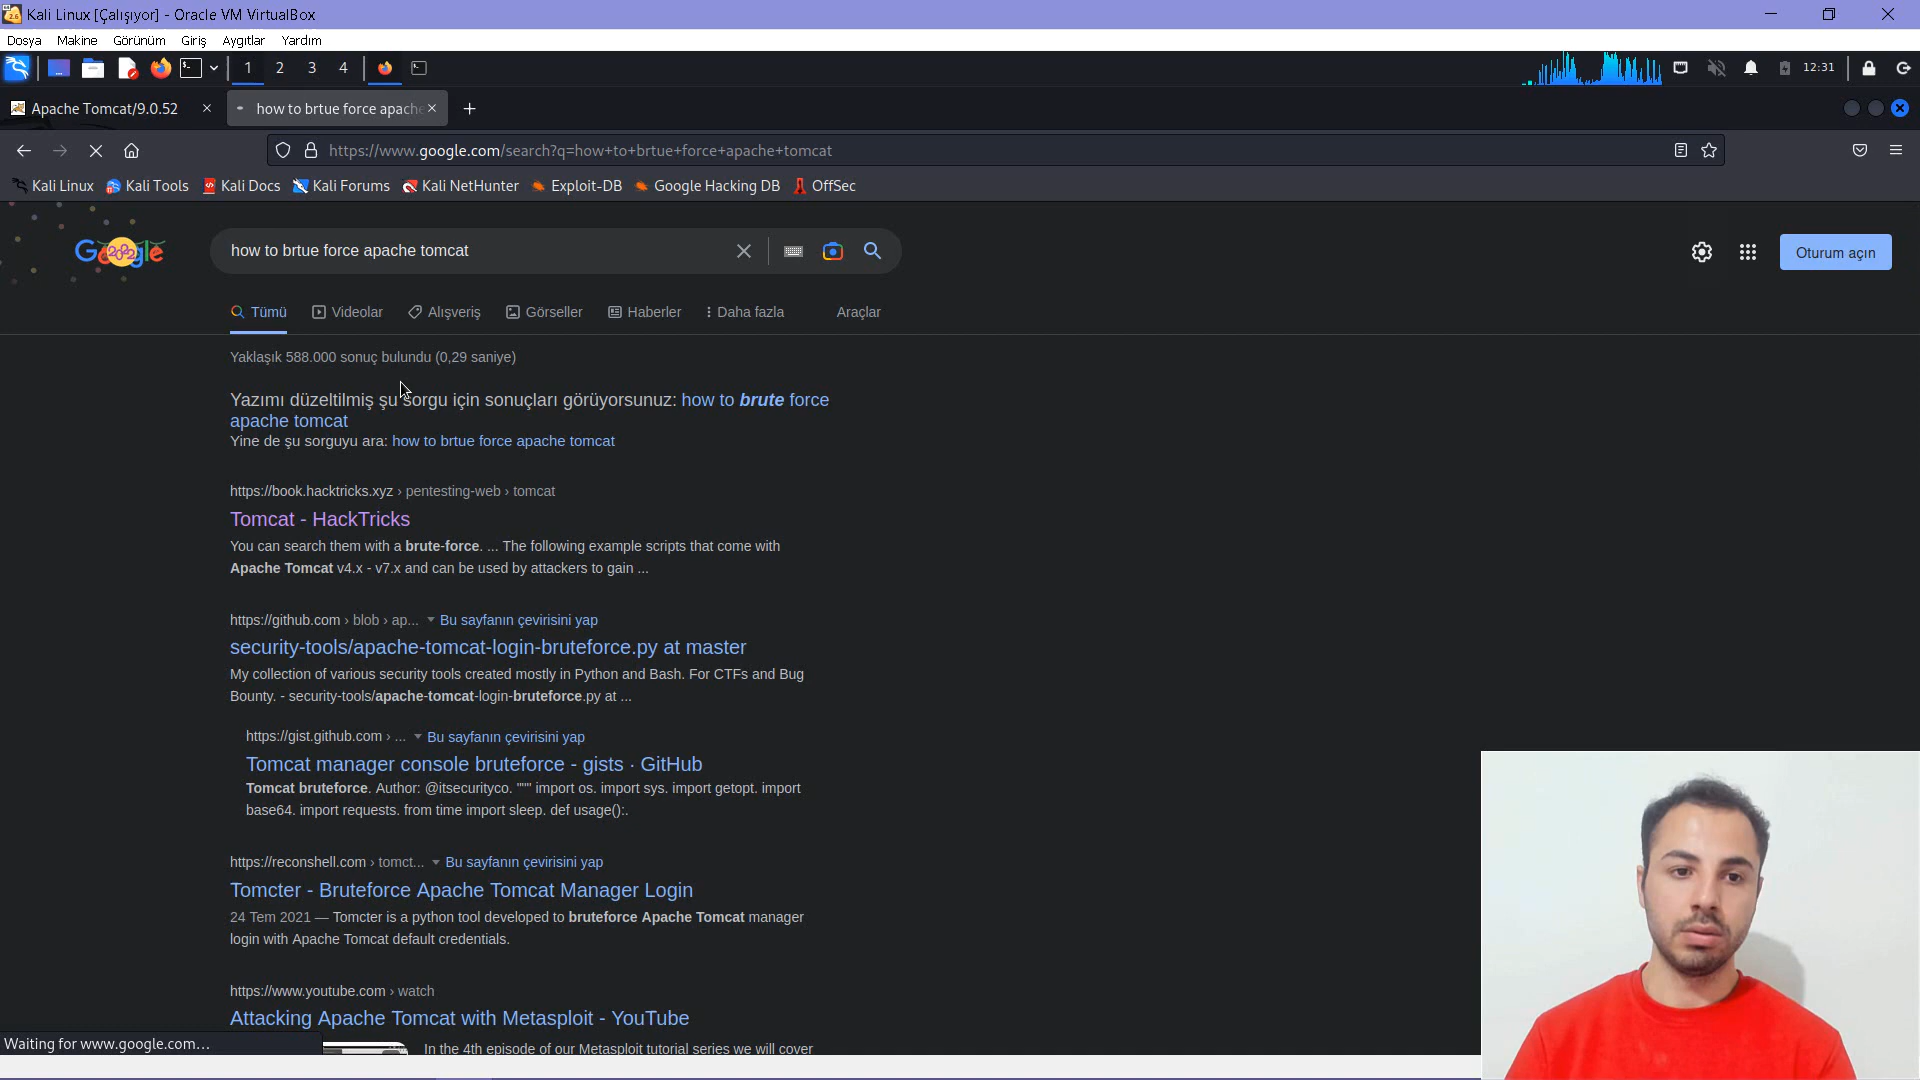 Kali Linux [Çalışıyor] - Oracle VM VirtualBox
Dosya Makine Görünüm Giriş Aygıtlar Yardım
1 2 3 4 12:31
Apache Tomcat/9.0.52 how to brtue force apache
https://www.google.com/search?q=how+to+brtue+force+apache+tomcat
Kali Linux Kali Tools Kali Docs Kali Forums Kali NetHunter Exploit-DB Google Hacking DB OffSec
Google how to brtue force apache tomcat Oturum açın
Tümü Videolar Alışveriş Görseller Haberler Daha fazla Araçlar
Yaklaşık 588.000 sonuç bulundu (0,29 saniye)
Yazımı düzeltilmiş şu sorgu için sonuçları görüyorsunuz: how to brute force
apache tomcat
Yine de şu sorguyu ara: how to brtue force apache tomcat
https://book.hacktricks.xyz › pentesting-web › tomcat
Tomcat - HackTricks
You can search them with a brute-force. ... The following example scripts that come with
Apache Tomcat v4.x - v7.x and can be used by attackers to gain ...
https://github.com › blob › ap... Bu sayfanın çevirisini yap
security-tools/apache-tomcat-login-bruteforce.py at master
My collection of various security tools created mostly in Python and Bash. For CTFs and Bug
Bounty. - security-tools/apache-tomcat-login-bruteforce.py at ...
https://gist.github.com › ... Bu sayfanın çevirisini yap
Tomcat manager console bruteforce - gists · GitHub
Tomcat bruteforce. Author: @itsecurityco. """ import os. import sys. import getopt. import
base64. import requests. from time import sleep. def usage():.
https://reconshell.com › tomct... Bu sayfanın çevirisini yap
Tomcter - Bruteforce Apache Tomcat Manager Login
24 Tem 2021 — Tomcter is a python tool developed to bruteforce Apache Tomcat manager
login with Apache Tomcat default credentials.
https://www.youtube.com › watch
Attacking Apache Tomcat with Metasploit - YouTube
In the 4th episode of our Metasploit tutorial series we will cover
Waiting for www.google.com...